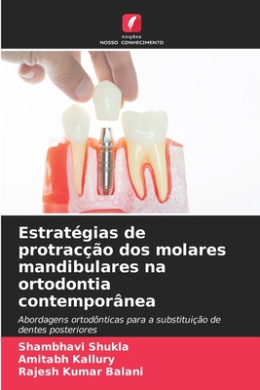 edições
NOSSO CONHECIMENTO
Estratégias de
protracção dos molares
mandibulares na
ortodontia
contemporânea
Abordagens ortodônticas para a substituição de
dentes posteriores
Shambhavi Shukla
Amitabh Kallury
Rajesh Kumar Balani